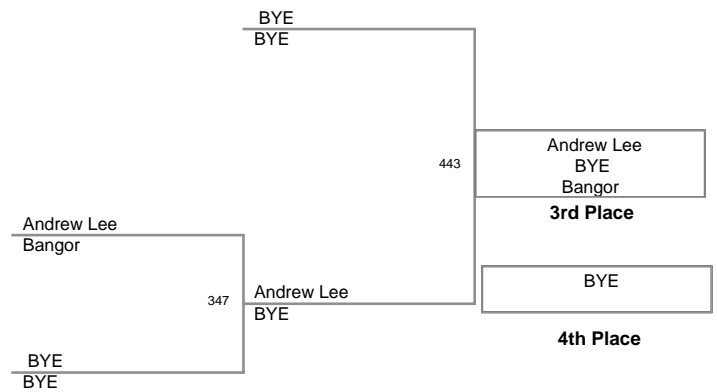 BYE
BYE
443
Andrew Lee
BYE
Bangor
3rd Place
Andrew Lee
Bangor
347
Andrew Lee
BYE
BYE
4th Place
BYE
BYE